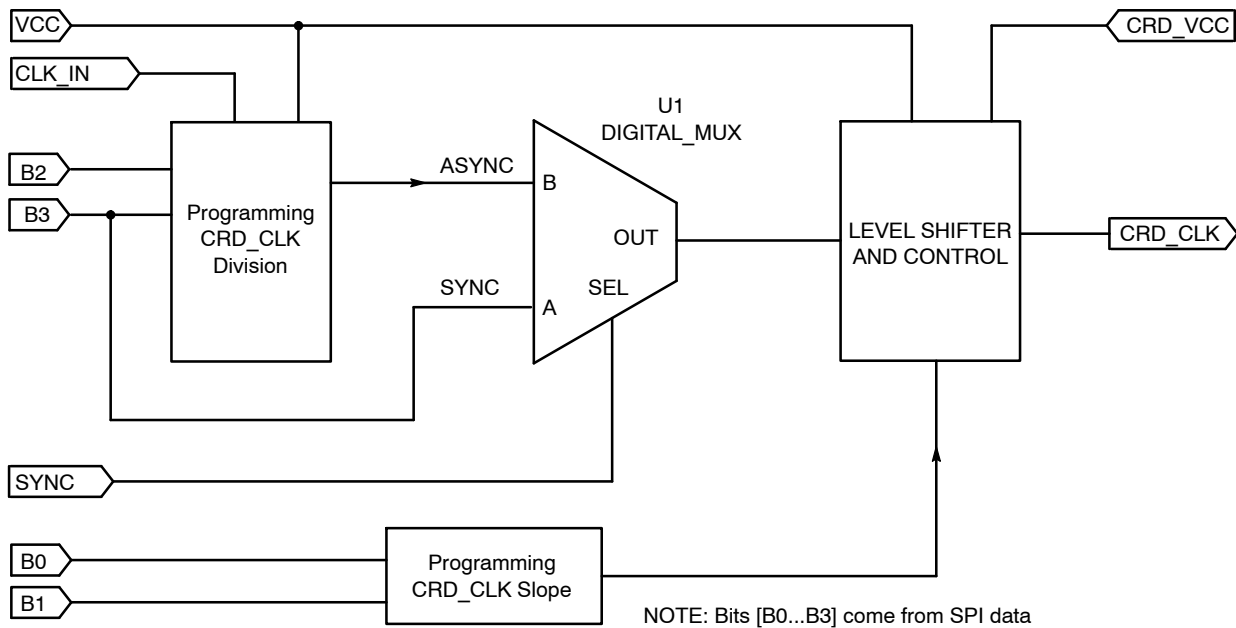 VCC
CRD_VCC
CLK_IN
U1
DIGITAL_MUX
B2
ASYNC
B
B3
Programming
CRD_CLK
Division
OUT
LEVEL SHIFTER
AND CONTROL
CRD_CLK
SYNC
SEL
A
SYNC
B0
Programming
CRD_CLK Slope
B1
NOTE: Bits [B0...B3] come from SPI data